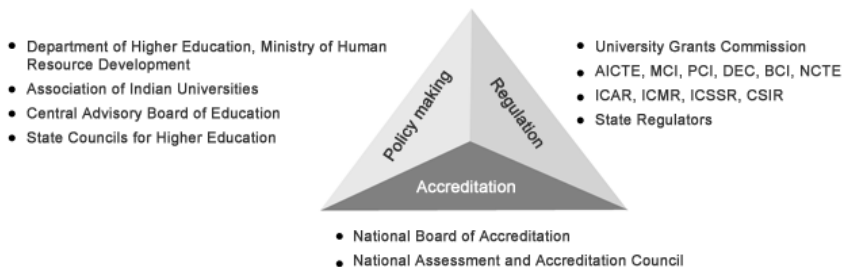 • Department of Higher Education, Ministry of Human
Resource Development
• Association of Indian Universities
• Central Advisory Board of Education
• State Councils for Higher Education
Policy making
Regulation
Accreditation
• University Grants Commission
• AICTE, MCI, PCI, DEC, BCI, NCTE
• ICAR, ICMR, ICSSR, CSIR
• State Regulators
• National Board of Accreditation
• National Assessment and Accreditation Council